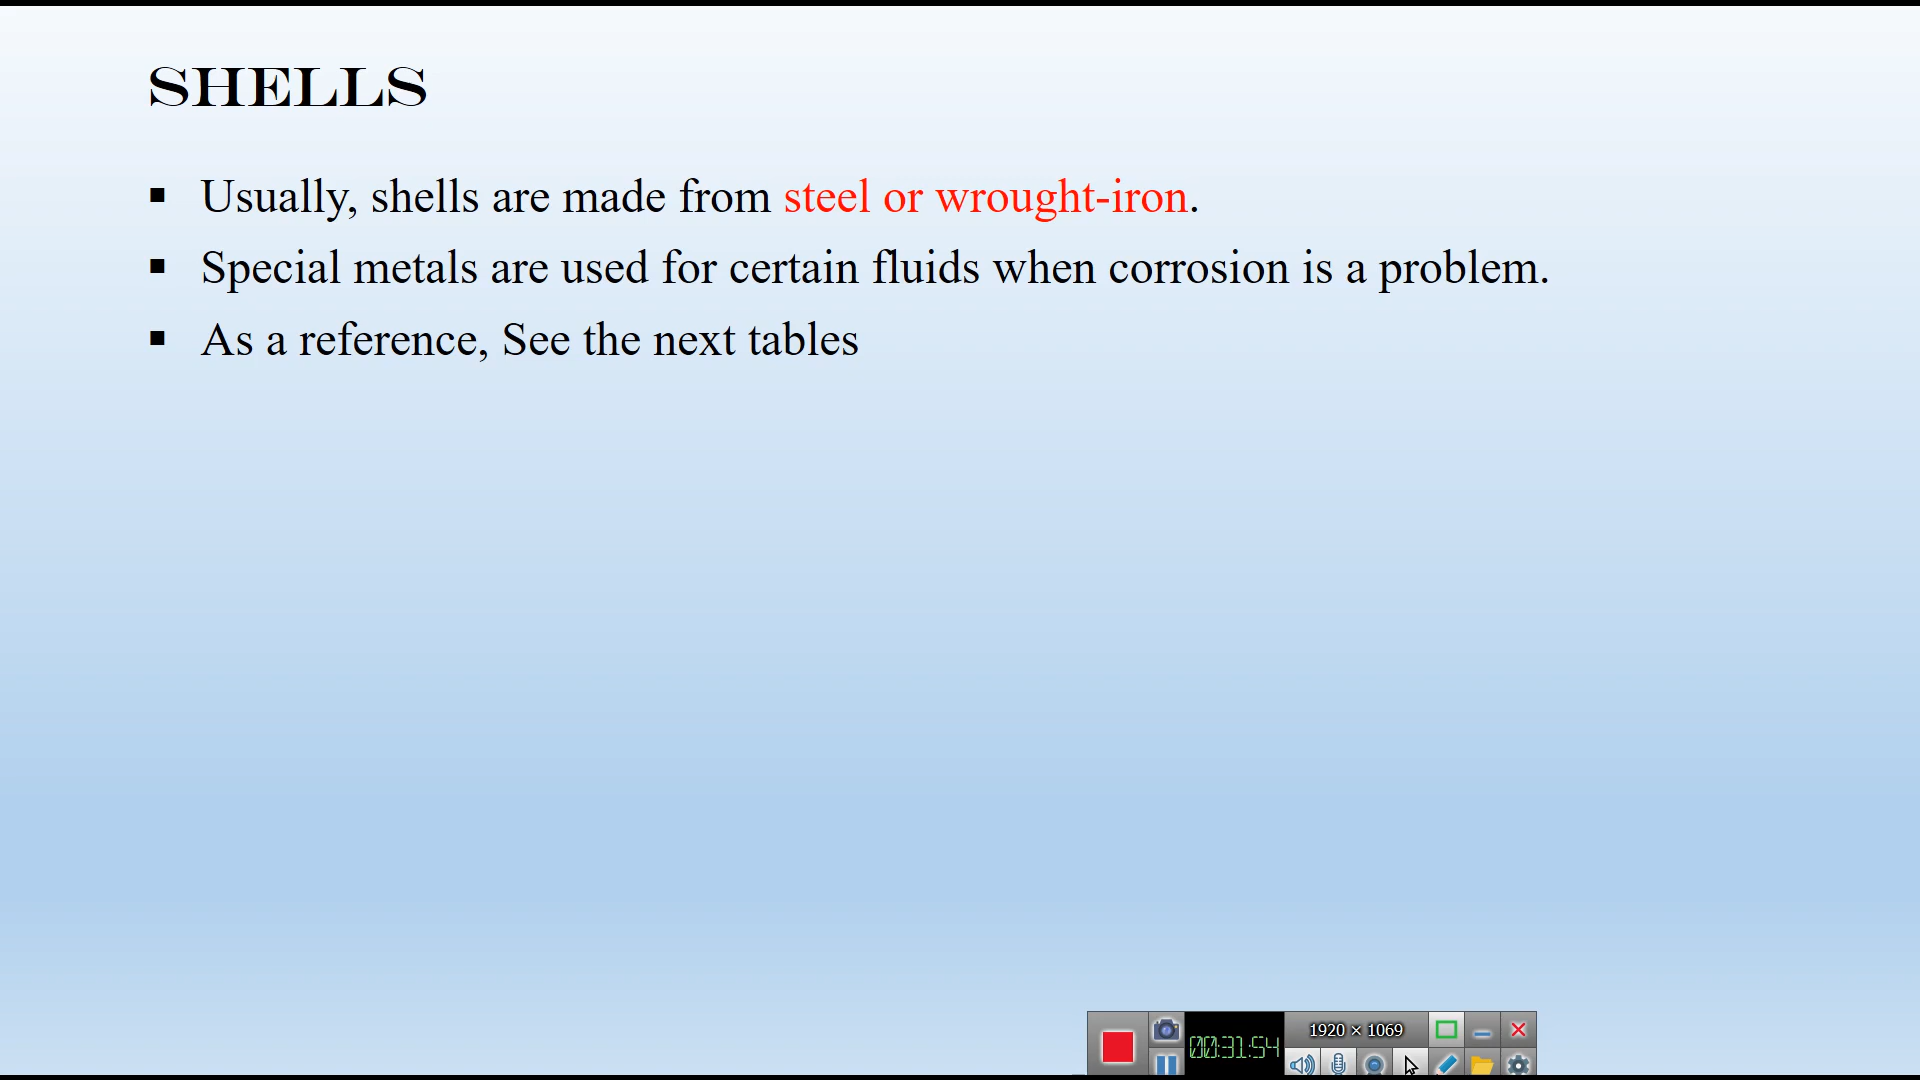 SHELLS
▪ Usually, shells are made from steel or wrought-iron.
▪ Special metals are used for certain fluids when corrosion is a problem.
▪ As a reference, See the next tables
1920 × 1069
00:31:54